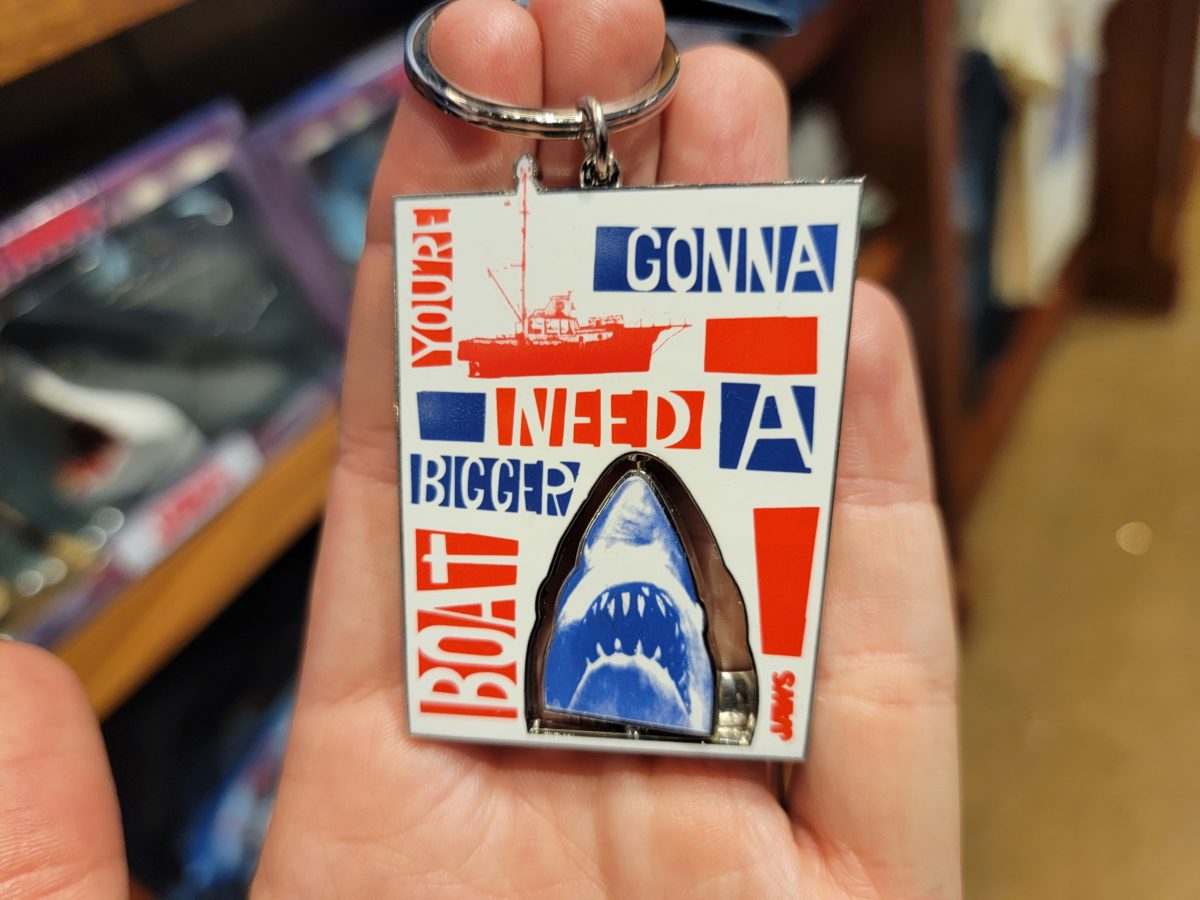 YOU'RE
GONNA
NEED A
BIGGER
BOAT
JAWS